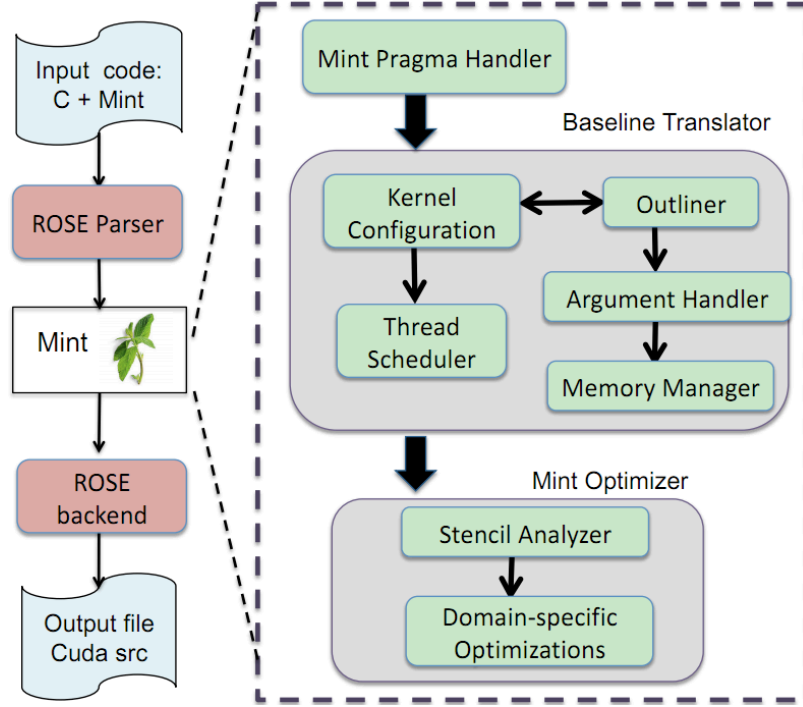 Input code:
C + Mint
ROSE Parser
Mint
ROSE
backend
Output file
Cuda src
Mint Pragma Handler
Baseline Translator
Kernel
Configuration
Outliner
Thread
Scheduler
Argument Handler
Memory Manager
Mint Optimizer
Stencil Analyzer
Domain-specific
Optimizations